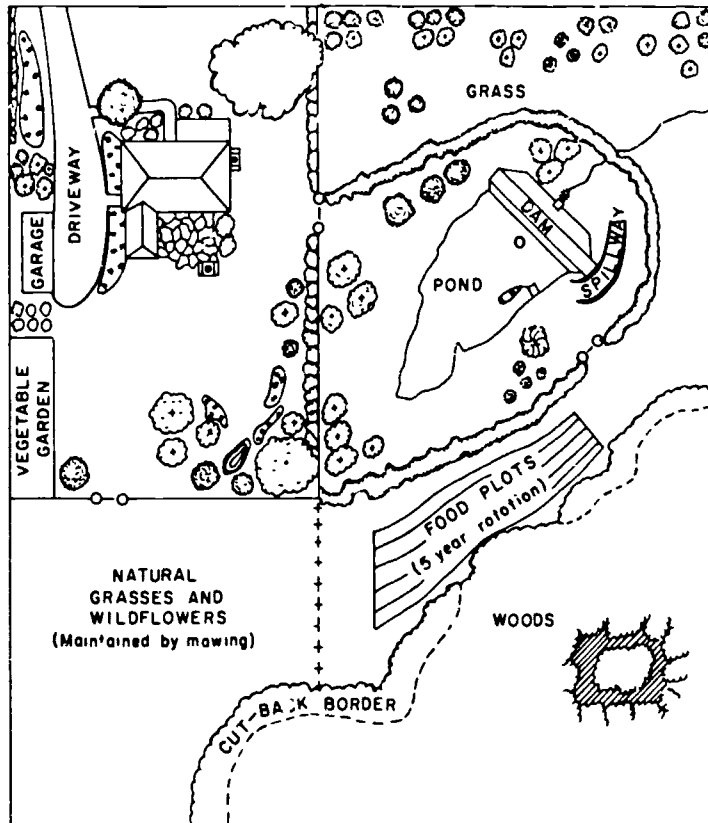 GRASS
DRIVEWAY
DAM
GARAGE
SPILLWAY
POND
VEGETABLE
GARDEN
FOOD PLOTS
(5 year rotation)
NATURAL
GRASSES AND
WILDFLOWERS
(Maintained by mowing)
WOODS
CUT-BACK BORDER